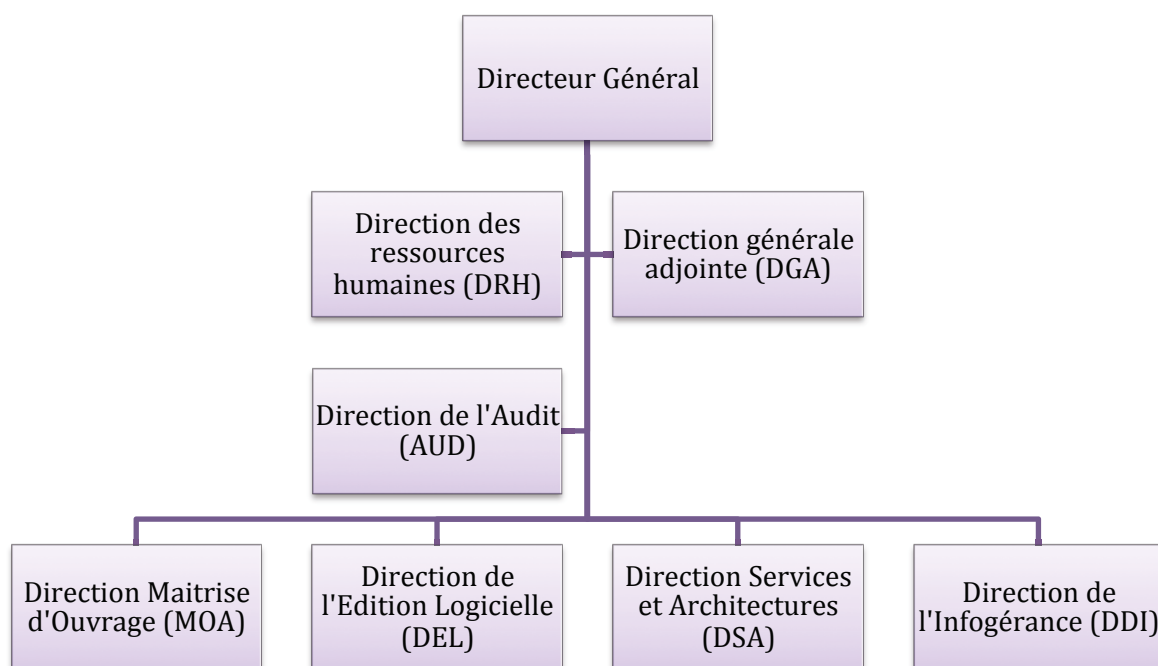 Directeur Général
Direction des
ressources
humaines (DRH)
Direction générale
adjointe (DGA)
Direction de l'Audit
(AUD)
Direction Maitrise
d'Ouvrage (MOA)
Direction de
l'Edition Logicielle
(DEL)
Direction Services
et Architectures
(DSA)
Direction de
l'Infogérance (DDI)